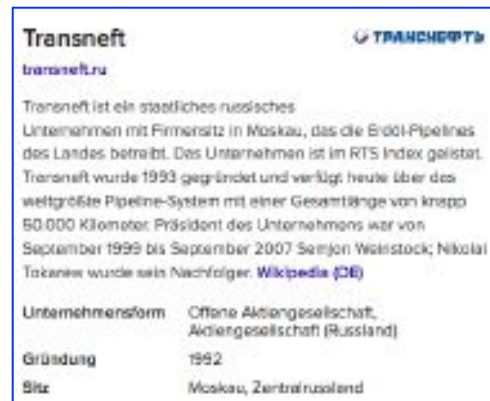 Transneft
ТРАНСНЕФТЬ
transneft.ru
Transneft ist ein staatliches russisches
Unternehmen mit Firmensitz in Moskau, das die Erdöl-Pipelines
des Landes betreibt. Das Unternehmen ist im RTS Index gelistet.
Transneft wurde 1993 gegründet und verfügt heute über das
weltgrößte Pipeline-System mit einer Gesamtlänge von knapp
50.000 Kilometer. Präsident des Unternehmens war von
September 1999 bis September 2007 Semjon Weinstock; Nikolai
Tokarew wurde sein Nachfolger. Wikipedia (DE)
Unternehmensform Offene Aktiengesellschaft,
Aktiengesellschaft (Russland)
Gründung 1992
Sitz Moskau, Zentralrussland